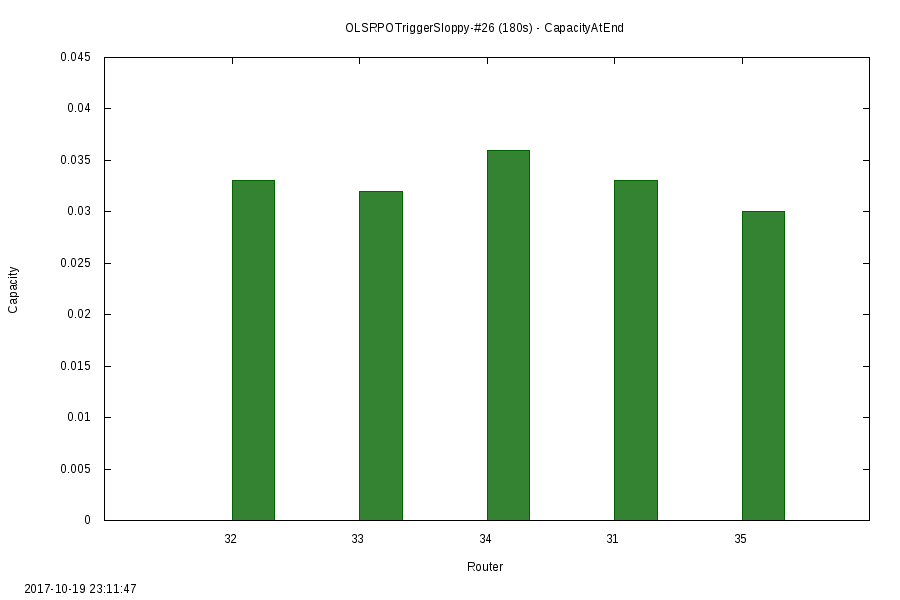 OLSRPOTriggerSloppy-#26 (180s) - CapacityAtEnd
0.045
0.04
0.035
0.03
0.025
0.02
0.015
0.01
0.005
0
Capacity
32 33 34 31 35
Router
2017-10-19 23:11:47